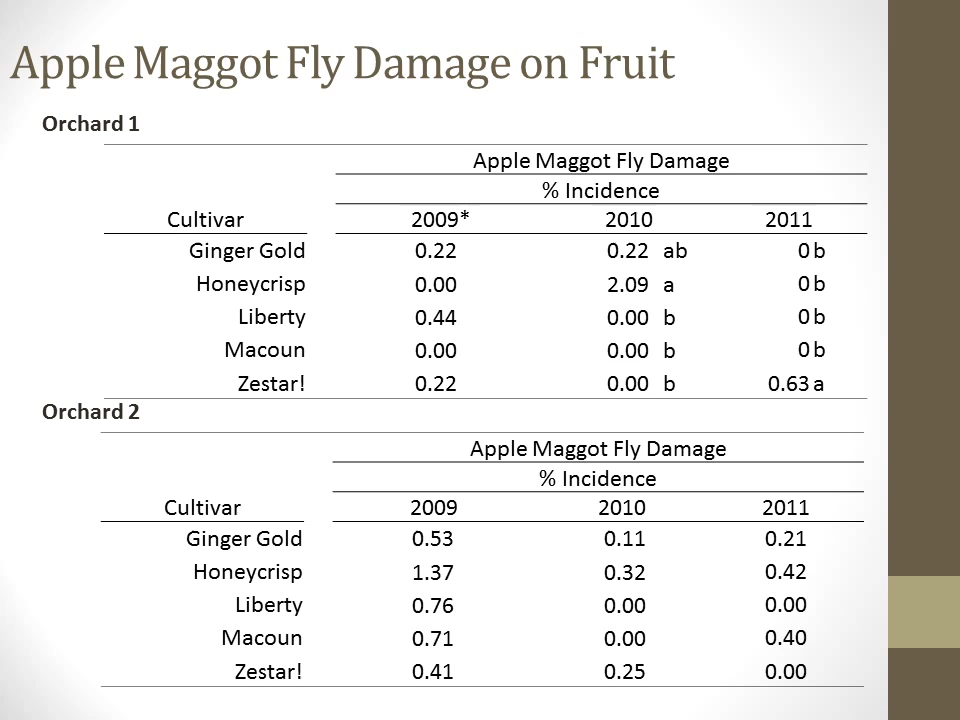 Apple Maggot Fly Damage on Fruit
Orchard 1
Apple Maggot Fly Damage
% Incidence
Cultivar 2009* 2010 2011
Ginger Gold 0.22 0.22 ab 0 b
Honeycrisp 0.00 2.09 a 0 b
Liberty 0.44 0.00 b 0 b
Macoun 0.00 0.00 b 0 b
Zestar! 0.22 0.00 b 0.63 a
Orchard 2
Apple Maggot Fly Damage
% Incidence
Cultivar 2009 2010 2011
Ginger Gold 0.53 0.11 0.21
Honeycrisp 1.37 0.32 0.42
Liberty 0.76 0.00 0.00
Macoun 0.71 0.00 0.40
Zestar! 0.41 0.25 0.00